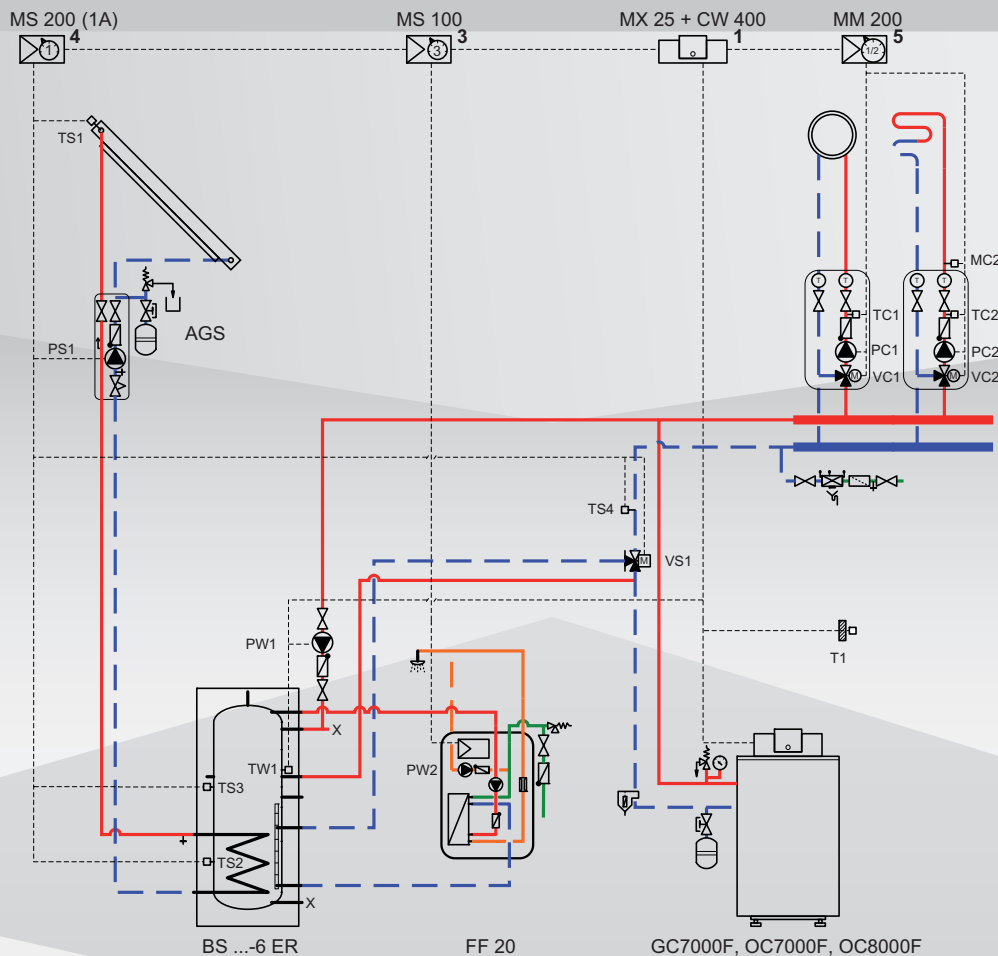 MS 200 (1A)
MS 100
MX 25 + CW 400
MM 200
4
3
1
5
1
3
1/2
TS1
T
T
T
T
MC2
AGS
TC1
TC2
PS1
PC1
PC2
M
VC1
M
VC2
TS4
M
VS1
PW1
T1
X
TW1
PW2
TS3
TS2
X
BS ...-6 ER
FF 20
GC7000F, OC7000F, OC8000F